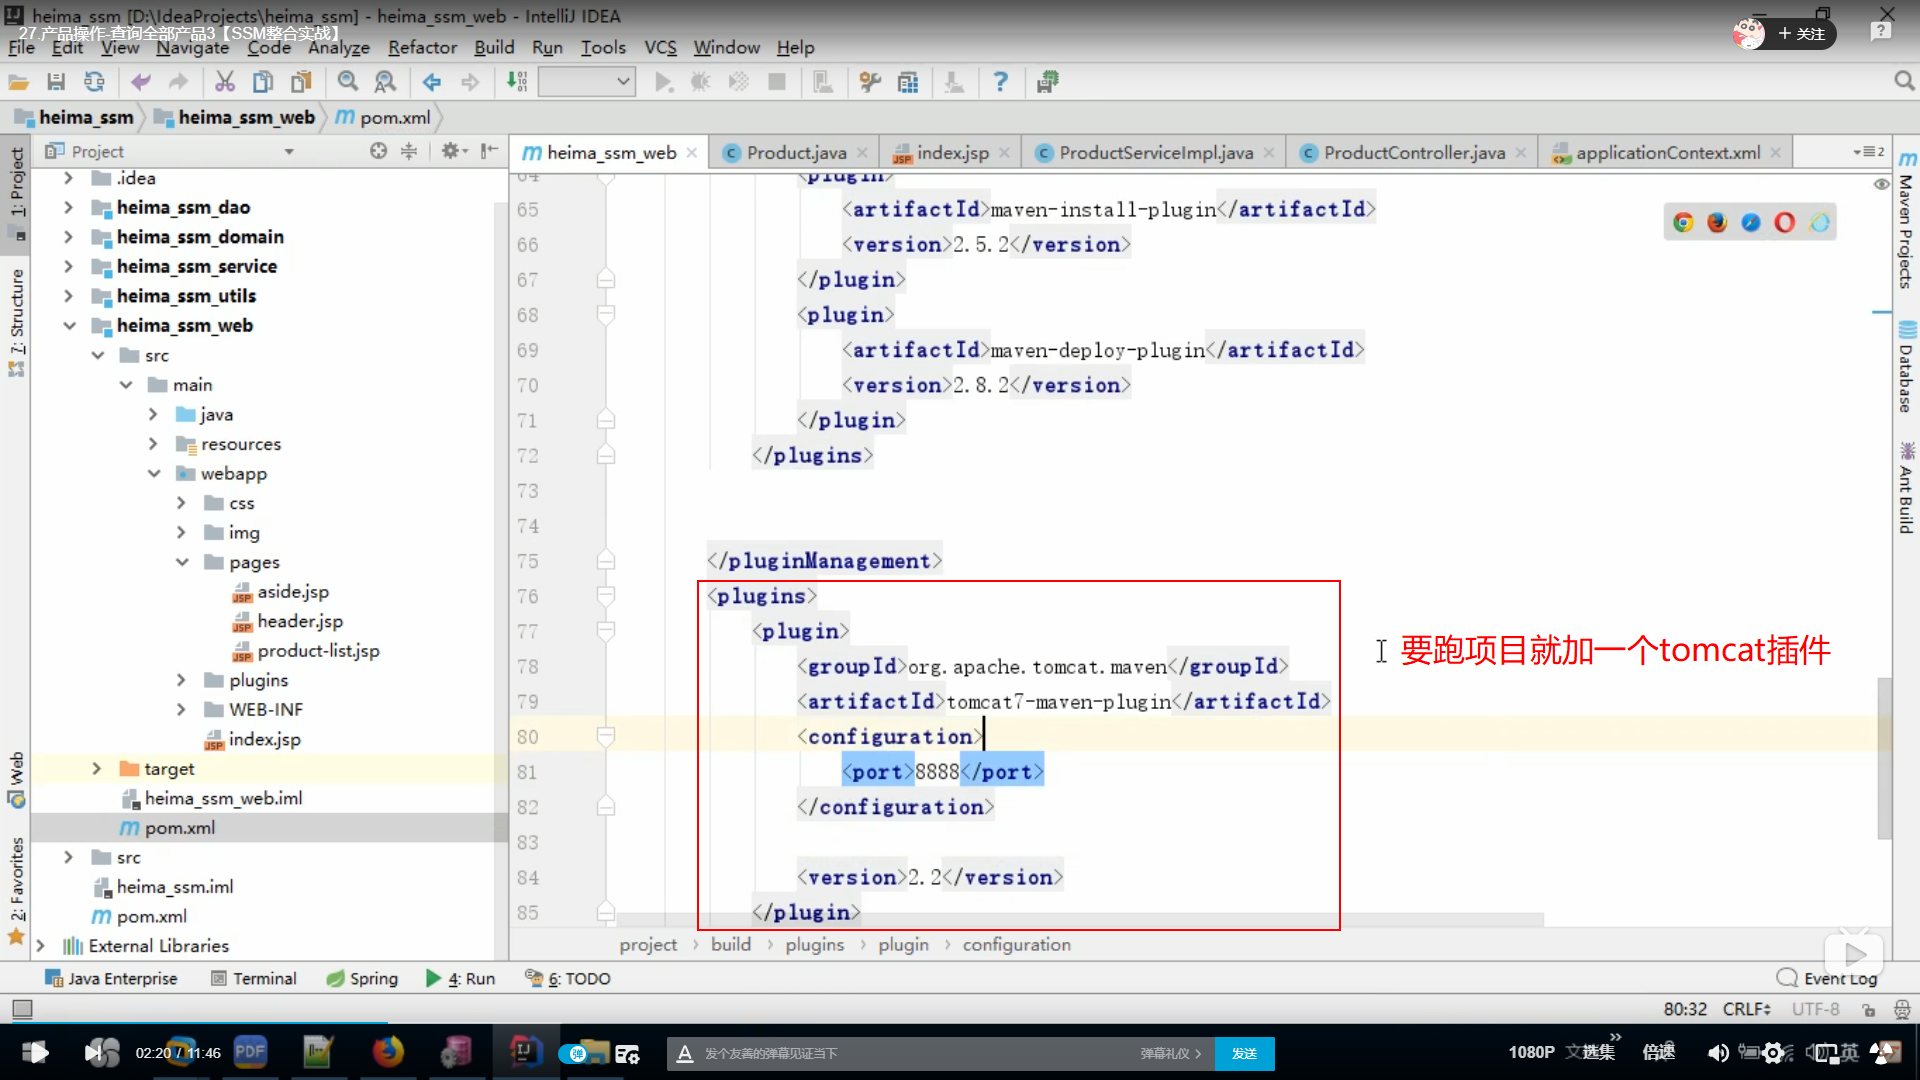 heima_ssm [D:\IdeaProjects\heima_ssm] - heima_ssm_web - IntelliJ IDEA
27.产品操作-查询全部产品3【SSM整合实战】
+ 关注
File Edit View Navigate Code Analyze Refactor Build Run Tools VCS Window Help
heima_ssm heima_ssm_web pom.xml
Project
heima_ssm_web Product.java index.jsp ProductServiceImpl.java ProductController.java applicationContext.xml 2
1: Project
7: Structure
Web
2: Favorites
.idea
heima_ssm_dao
heima_ssm_domain
heima_ssm_service
heima_ssm_utils
heima_ssm_web
src
main
java
resources
webapp
css
img
pages
aside.jsp
header.jsp
product-list.jsp
plugins
WEB-INF
index.jsp
target
heima_ssm_web.iml
pom.xml
src
heima_ssm.iml
pom.xml
External Libraries
64 <plugin>
65 <artifactId>maven-install-plugin</artifactId>
66 <version>2.5.2</version>
67 </plugin>
68 <plugin>
69 <artifactId>maven-deploy-plugin</artifactId>
70 <version>2.8.2</version>
71 </plugin>
72 </plugins>
73
74
75 </pluginManagement>
76 <plugins>
77 <plugin>
78 <groupId>org.apache.tomcat.maven</groupId>
79 <artifactId>tomcat7-maven-plugin</artifactId>
80 <configuration>
81 <port>8888</port>
82 </configuration>
83
84 <version>2.2</version>
85 </plugin>
要跑项目就加一个tomcat插件
Maven Projects
Database
Ant Build
project › build › plugins › plugin › configuration
Java Enterprise Terminal Spring 4: Run 6: TODO Event Log
80:32 CRLF UTF-8
02:20 / 11:46
PDF
弹
发个友善的弹幕见证当下
弹幕礼仪 >
发送
1080P 选集 倍速
英